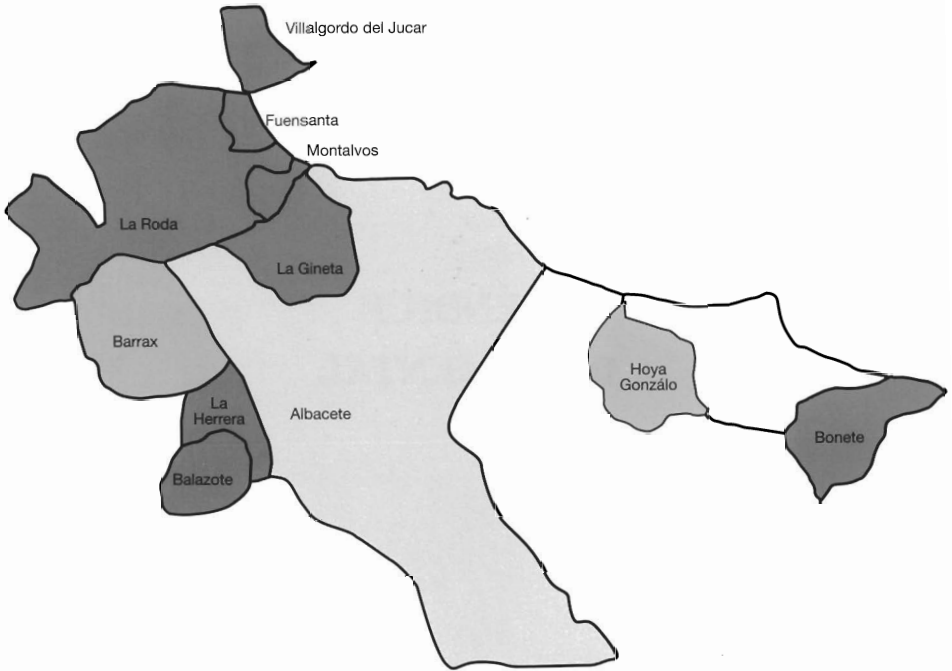 Villalgordo del Jucar
Fuensanta
Montalvos
La Roda
La Gineta
Barrax
Hoya
Gonzálo
La
Herrera
Albacete
Bonete
Balazote